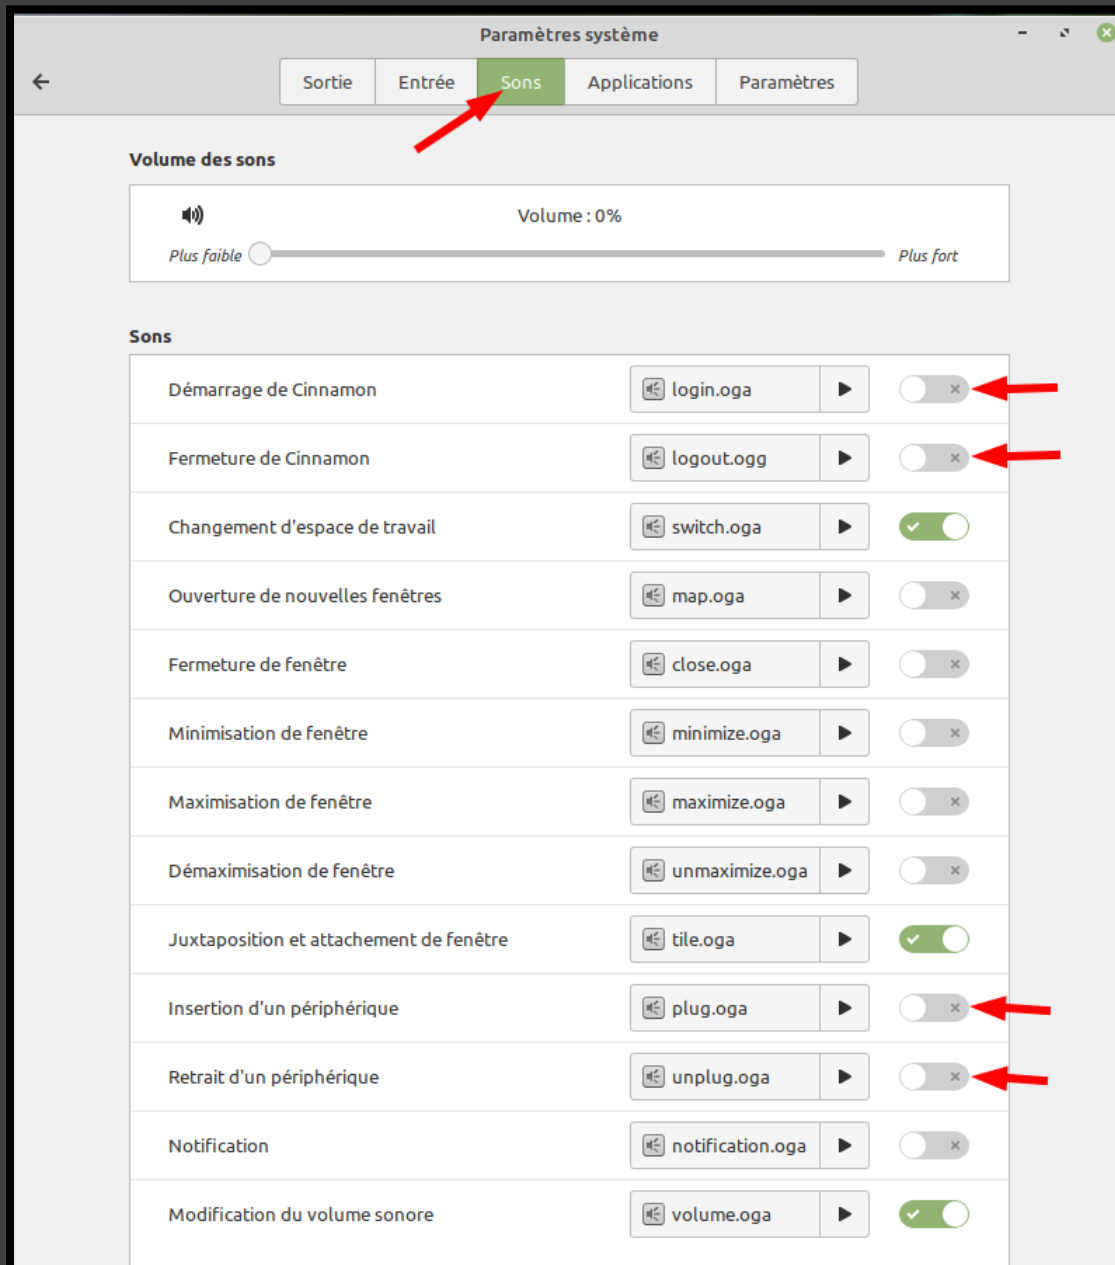 Paramètres système
Sortie Entrée Sons Applications Paramètres
Volume des sons
Volume : 0%
Plus faible Plus fort
Sons
Démarrage de Cinnamon login.oga
Fermeture de Cinnamon logout.ogg
Changement d'espace de travail switch.oga
Ouverture de nouvelles fenêtres map.oga
Fermeture de fenêtre close.oga
Minimisation de fenêtre minimize.oga
Maximisation de fenêtre maximize.oga
Démaximisation de fenêtre unmaximize.oga
Juxtaposition et attachement de fenêtre tile.oga
Insertion d'un périphérique plug.oga
Retrait d'un périphérique unplug.oga
Notification notification.oga
Modification du volume sonore volume.oga